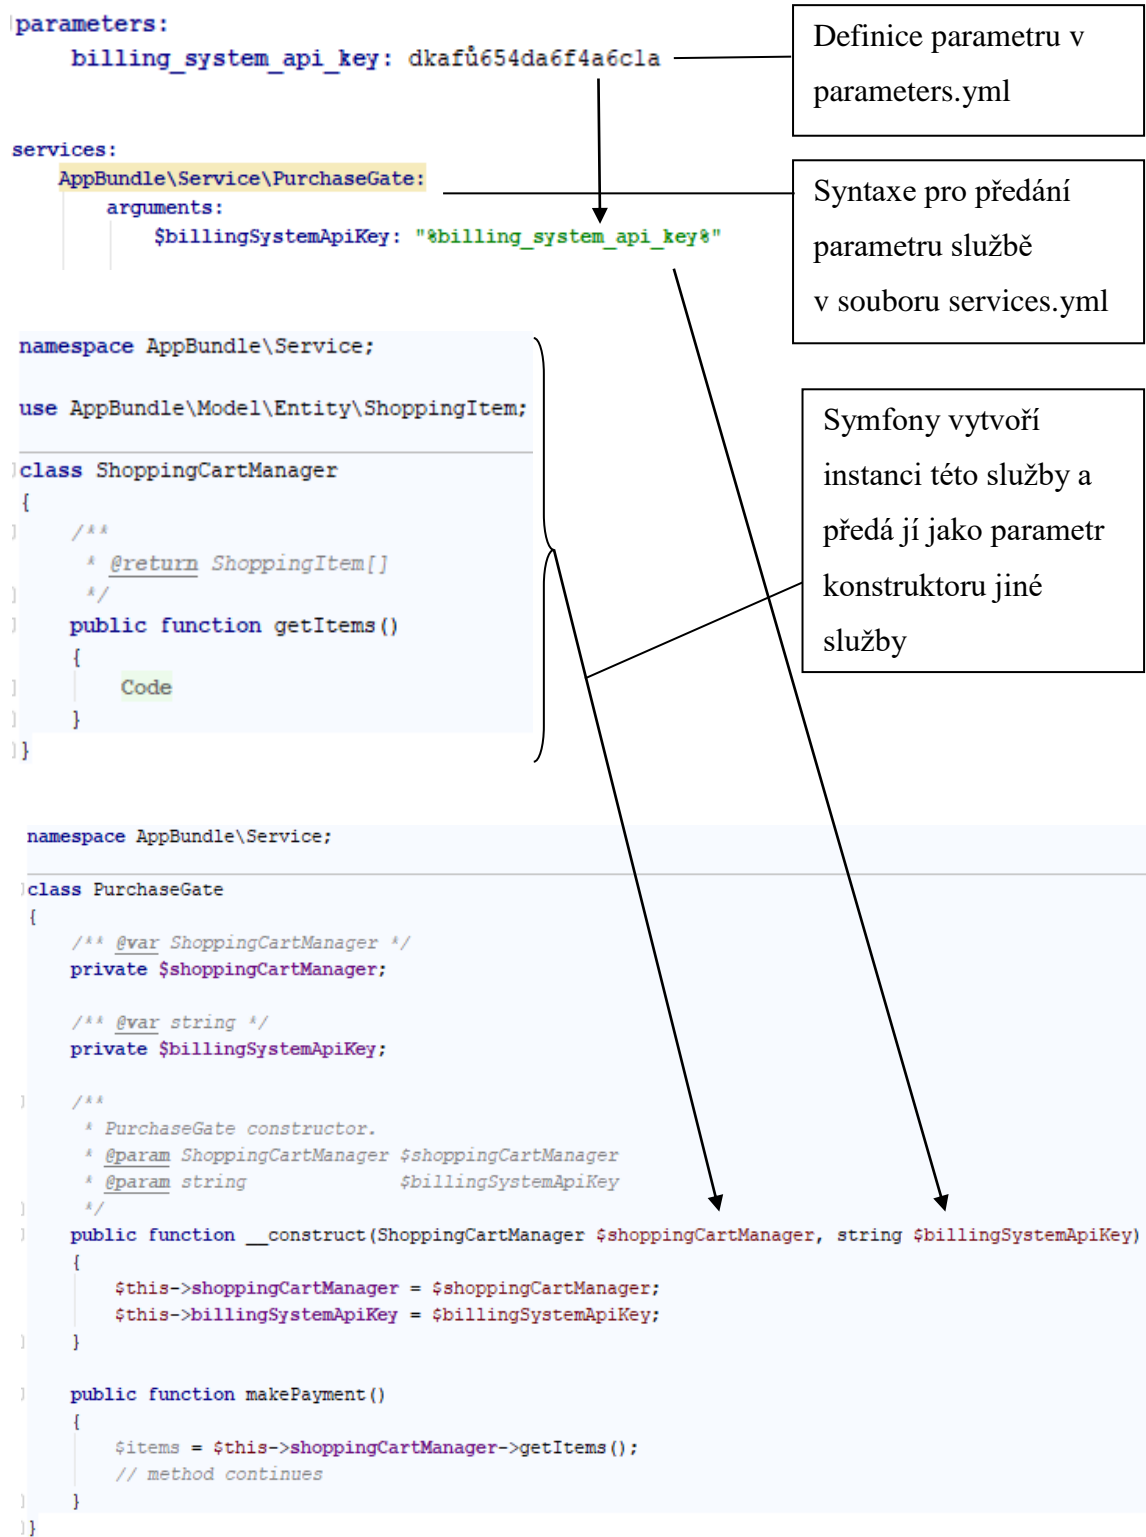 parameters:
    billing_system_api_key: dkafů654da6f4a6c1a
Definice parametru v
parameters.yml
services:
    AppBundle\Service\PurchaseGate:
        arguments:
            $billingSystemApiKey: "%billing_system_api_key%"
Syntaxe pro předání
parametru službě
v souboru services.yml
namespace AppBundle\Service;
use AppBundle\Model\Entity\ShoppingItem;
class ShoppingCartManager
{
    /**
     * @return ShoppingItem[]
     */
    public function getItems()
    {
        Code
    }
}
Symfony vytvoří
instanci této služby a
předá jí jako parametr
konstruktoru jiné
služby
namespace AppBundle\Service;
class PurchaseGate
{
    /** @var ShoppingCartManager */
    private $shoppingCartManager;
    /** @var string */
    private $billingSystemApiKey;
    /**
     * PurchaseGate constructor.
     * @param ShoppingCartManager $shoppingCartManager
     * @param string              $billingSystemApiKey
     */
    public function __construct(ShoppingCartManager $shoppingCartManager, string $billingSystemApiKey)
    {
        $this->shoppingCartManager = $shoppingCartManager;
        $this->billingSystemApiKey = $billingSystemApiKey;
    }
    public function makePayment()
    {
        $items = $this->shoppingCartManager->getItems();
        // method continues
    }
}